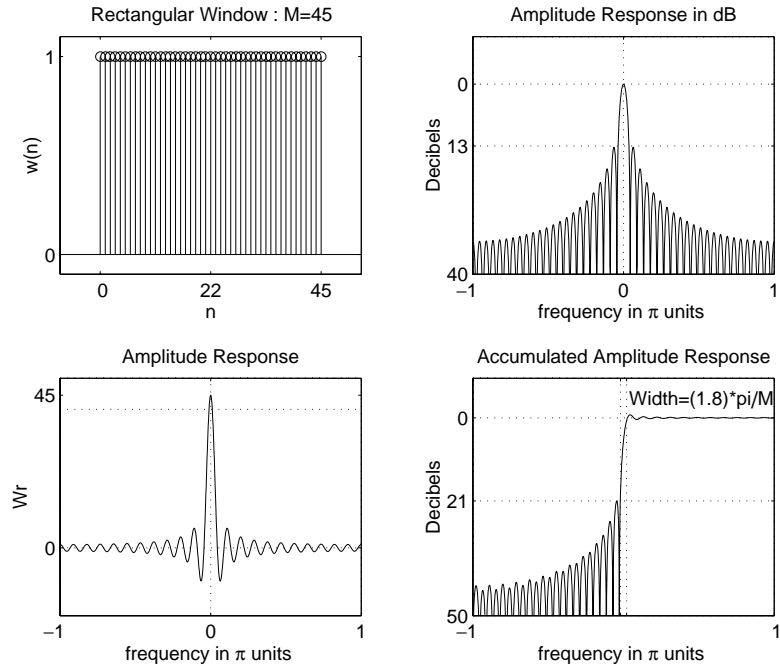 Rectangular Window : M=45
1
0
w(n)
0 22 45
n
Amplitude Response in dB
0
13
40
Decibels
−1 0 1
frequency in π units
Amplitude Response
45
0
Wr
−1 0 1
frequency in π units
Accumulated Amplitude Response
Width=(1.8)*pi/M
0
21
50
Decibels
−1 0 1
frequency in π units